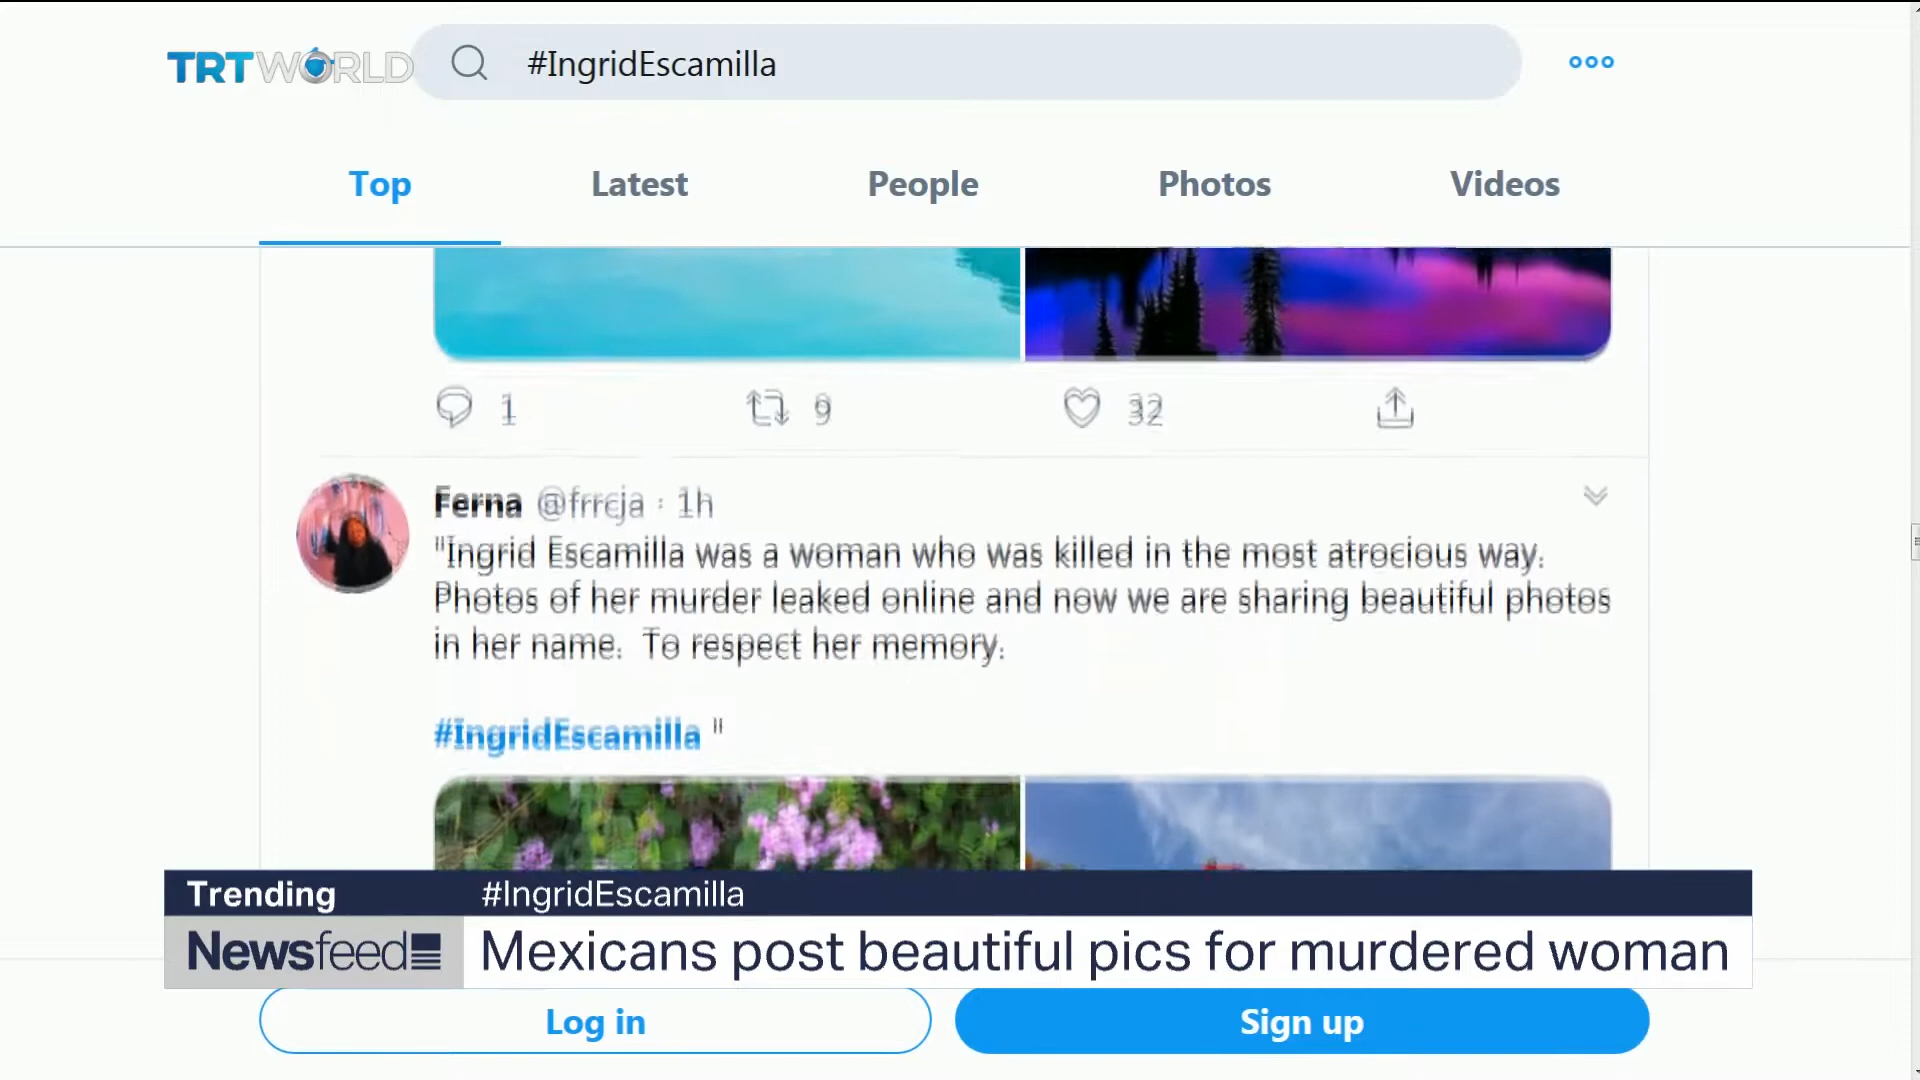 TRT WORLD
#IngridEscamilla
Top Latest People Photos Videos
1 9 32
Ferna @frrcja · 1h
"Ingrid Escamilla was a woman who was killed in the most atrocious way.
Photos of her murder leaked online and now we are sharing beautiful photos
in her name. To respect her memory.
#IngridEscamilla "
Trending #IngridEscamilla
Newsfeed Mexicans post beautiful pics for murdered woman
Log in Sign up